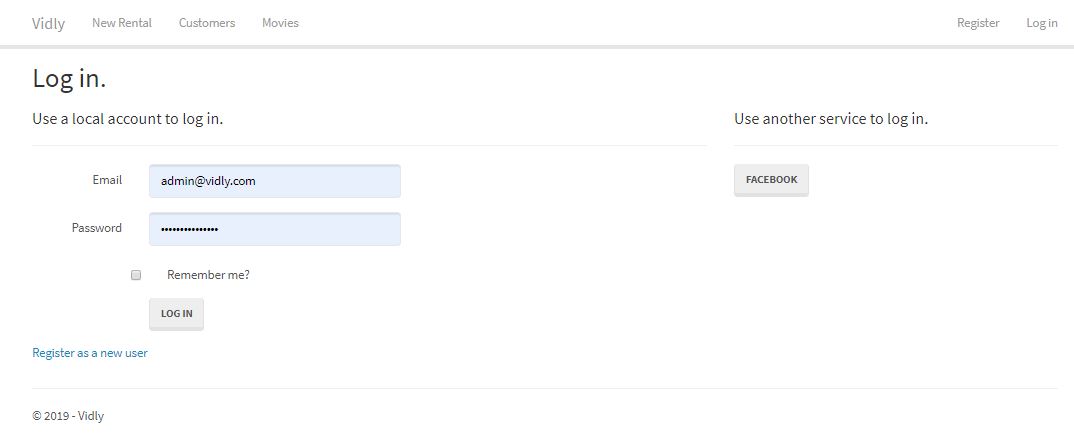 Vidly New Rental Customers Movies Register Log in
Log in.
Use a local account to log in.
Use another service to log in.
Email admin@vidly.com
FACEBOOK
Password •••••••••••••••
Remember me?
LOG IN
Register as a new user
© 2019 - Vidly